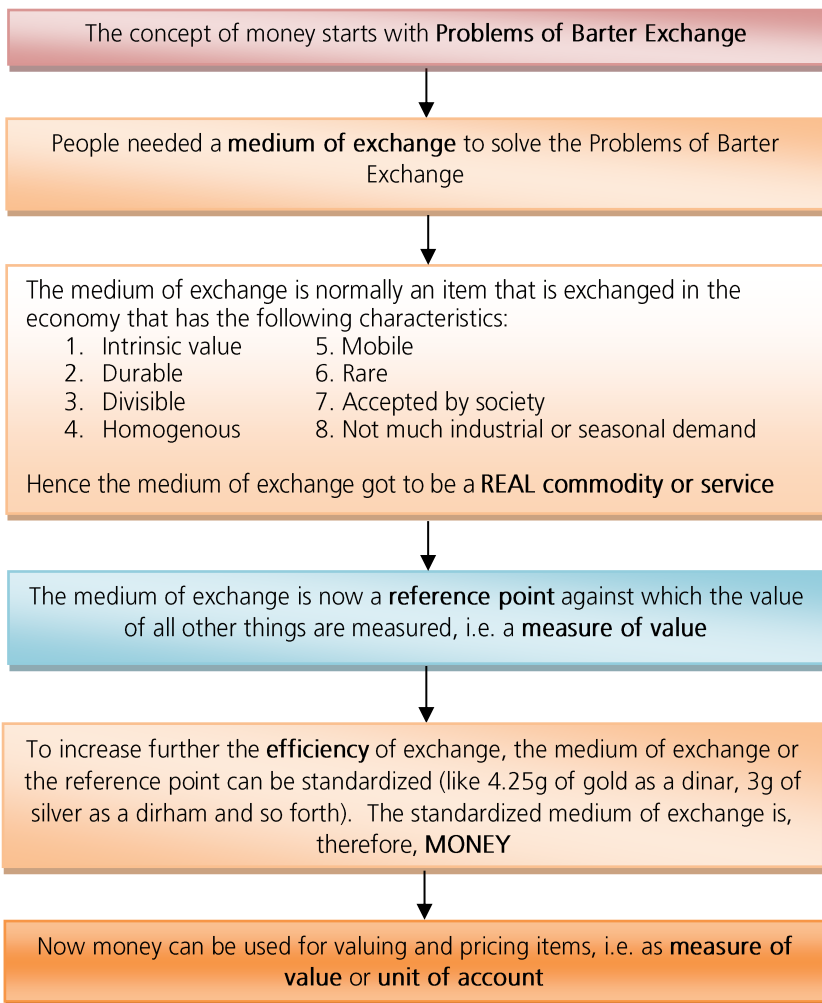 The concept of money starts with Problems of Barter Exchange
People needed a medium of exchange to solve the Problems of Barter
Exchange
The medium of exchange is normally an item that is exchanged in the
economy that has the following characteristics:
1. Intrinsic value 5. Mobile
2. Durable 6. Rare
3. Divisible 7. Accepted by society
4. Homogenous 8. Not much industrial or seasonal demand
Hence the medium of exchange got to be a REAL commodity or service
The medium of exchange is now a reference point against which the value
of all other things are measured, i.e. a measure of value
To increase further the efficiency of exchange, the medium of exchange or
the reference point can be standardized (like 4.25g of gold as a dinar, 3g of
silver as a dirham and so forth). The standardized medium of exchange is,
therefore, MONEY
Now money can be used for valuing and pricing items, i.e. as measure of
value or unit of account